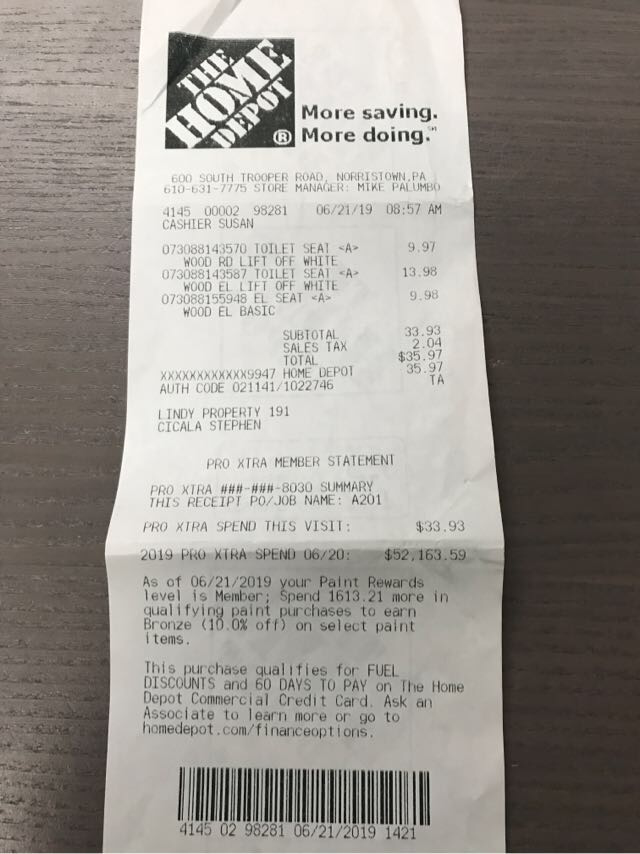 THE
HOME
DEPOT
®
More saving.
More doing.℠
600 SOUTH TROOPER ROAD, NORRISTOWN,PA
610-631-7775 STORE MANAGER: MIKE PALUMBO
4145 00002 98281 06/21/19 08:57 AM
CASHIER SUSAN
073088143570 TOILET SEAT <A> 9.97
WOOD RD LIFT OFF WHITE
073088143587 TOILET SEAT <A> 13.98
WOOD EL LIFT OFF WHITE
073088155948 EL SEAT <A> 9.98
WOOD EL BASIC
SUBTOTAL 33.93
SALES TAX 2.04
TOTAL $35.97
XXXXXXXXXXXX9947 HOME DEPOT 35.97
AUTH CODE 021141/1022746 TA
LINDY PROPERTY 191
CICALA STEPHEN
PRO XTRA MEMBER STATEMENT
PRO XTRA ###-###-8030 SUMMARY
THIS RECEIPT PO/JOB NAME: A201
PRO XTRA SPEND THIS VISIT: $33.93
2019 PRO XTRA SPEND 06/20: $52,163.59
As of 06/21/2019 your Paint Rewards
level is Member; Spend 1613.21 more in
qualifying paint purchases to earn
Bronze (10.0% off) on select paint
items.
This purchase qualifies for FUEL
DISCOUNTS and 60 DAYS TO PAY on The Home
Depot Commercial Credit Card. Ask an
Associate to learn more or go to
homedepot.com/financeoptions.
4145 02 98281 06/21/2019 1421